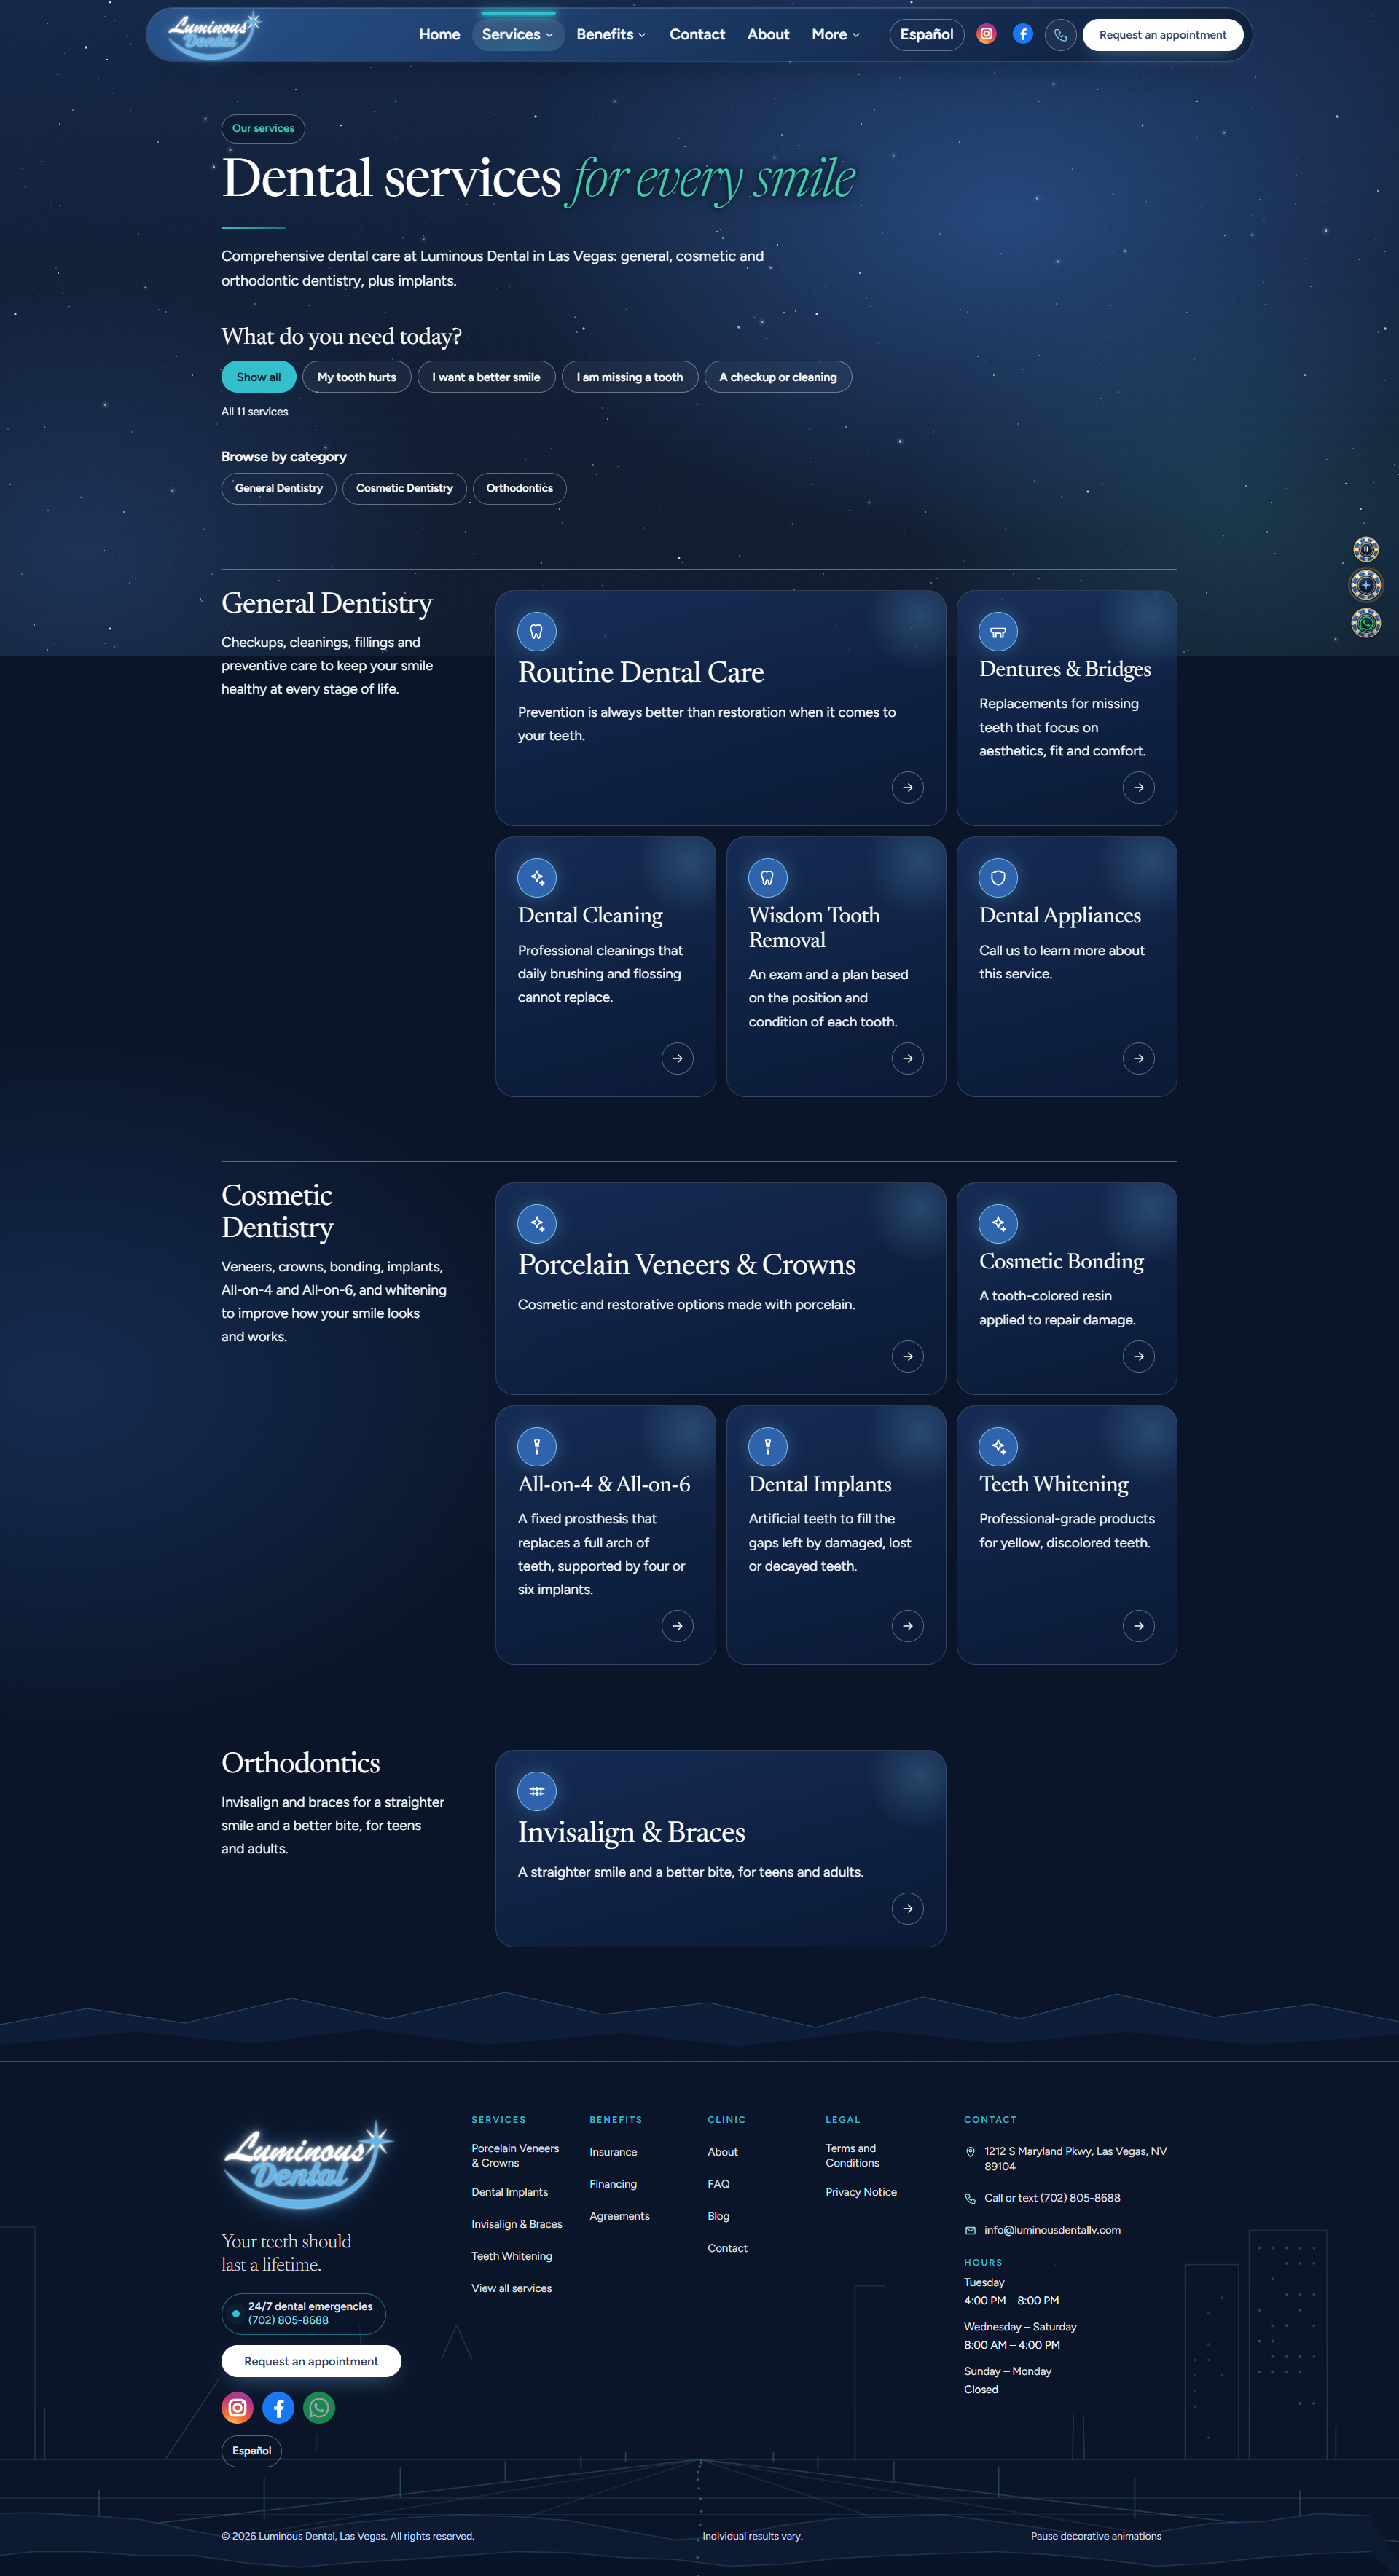 Luminous
Dental
Home
Services
Benefits
Contact
About
More
Español
Request an appointment
Our services
Dental services for every smile
Comprehensive dental care at Luminous Dental in Las Vegas: general, cosmetic and
orthodontic dentistry, plus implants.
What do you need today?
Show all
My tooth hurts
I want a better smile
I am missing a tooth
A checkup or cleaning
All 11 services
Browse by category
General Dentistry
Cosmetic Dentistry
Orthodontics
General Dentistry
Checkups, cleanings, fillings and
preventive care to keep your smile
healthy at every stage of life.
Routine Dental Care
Prevention is always better than restoration when it comes to
your teeth.
Dentures & Bridges
Replacements for missing
teeth that focus on
aesthetics, fit and comfort.
Dental Cleaning
Professional cleanings that
daily brushing and flossing
cannot replace.
Wisdom Tooth
Removal
An exam and a plan based
on the position and
condition of each tooth.
Dental Appliances
Call us to learn more about
this service.
Cosmetic
Dentistry
Veneers, crowns, bonding, implants,
All-on-4 and All-on-6, and whitening
to improve how your smile looks
and works.
Porcelain Veneers & Crowns
Cosmetic and restorative options made with porcelain.
Cosmetic Bonding
A tooth-colored resin
applied to repair damage.
All-on-4 & All-on-6
A fixed prosthesis that
replaces a full arch of
teeth, supported by four or
six implants.
Dental Implants
Artificial teeth to fill the
gaps left by damaged, lost
or decayed teeth.
Teeth Whitening
Professional-grade products
for yellow, discolored teeth.
Orthodontics
Invisalign and braces for a straighter
smile and a better bite, for teens
and adults.
Invisalign & Braces
A straighter smile and a better bite, for teens and adults.
Luminous
Dental
Your teeth should
last a lifetime.
24/7 dental emergencies
(702) 805-8688
Request an appointment
Español
SERVICES
Porcelain Veneers
& Crowns
Dental Implants
Invisalign & Braces
Teeth Whitening
View all services
BENEFITS
Insurance
Financing
Agreements
CLINIC
About
FAQ
Blog
Contact
LEGAL
Terms and
Conditions
Privacy Notice
CONTACT
1212 S Maryland Pkwy, Las Vegas, NV
89104
Call or text (702) 805-8688
info@luminousdentallv.com
HOURS
Tuesday
4:00 PM – 8:00 PM
Wednesday – Saturday
8:00 AM – 4:00 PM
Sunday – Monday
Closed
© 2026 Luminous Dental, Las Vegas. All rights reserved.
Individual results vary.
Pause decorative animations